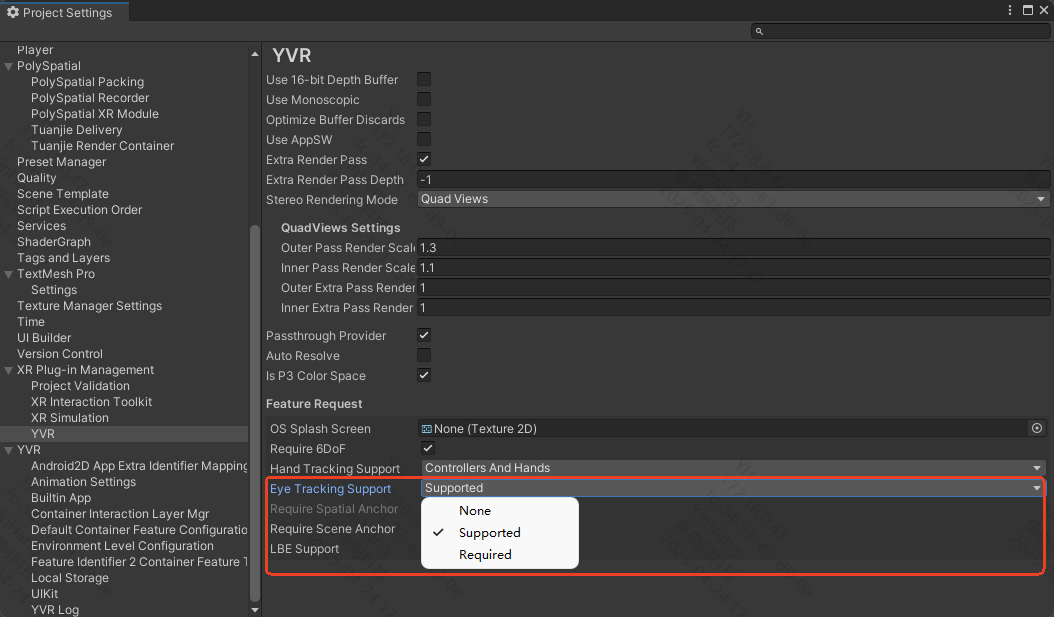 Project Settings
Player
PolySpatial
PolySpatial Packing
PolySpatial Recorder
PolySpatial XR Module
Tuanjie Delivery
Tuanjie Render Container
Preset Manager
Quality
Scene Template
Script Execution Order
Services
ShaderGraph
Tags and Layers
TextMesh Pro
Settings
Texture Manager Settings
Time
UI Builder
Version Control
XR Plug-in Management
Project Validation
XR Interaction Toolkit
XR Simulation
YVR
YVR
Android2D App Extra Identifier Mapping
Animation Settings
Builtin App
Container Interaction Layer Mgr
Default Container Feature Configuratio
Environment Level Configuration
Feature Identifier 2 Container Feature T
Local Storage
UIKit
YVR Log
YVR
Use 16-bit Depth Buffer
Use Monoscopic
Optimize Buffer Discards
Use AppSW
Extra Render Pass
Extra Render Pass Depth -1
Stereo Rendering Mode Quad Views
QuadViews Settings
Outer Pass Render Scale 1.3
Inner Pass Render Scale 1.1
Outer Extra Pass Render 1
Inner Extra Pass Render 1
Passthrough Provider
Auto Resolve
Is P3 Color Space
Feature Request
OS Splash Screen None (Texture 2D)
Require 6DoF
Hand Tracking Support Controllers And Hands
Eye Tracking Support Supported
Require Spatial Anchor None
Require Scene Anchor Supported
LBE Support Required